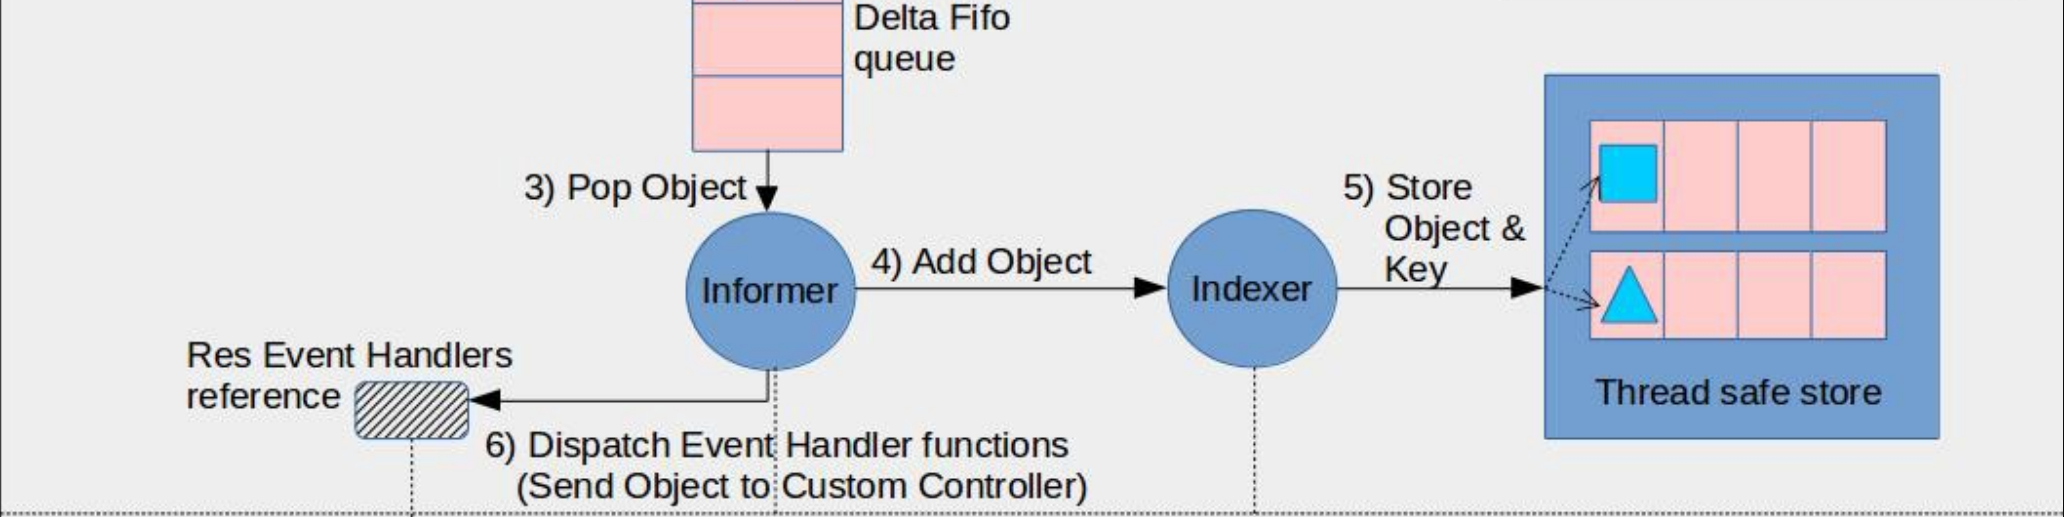 Delta Fifo
queue
3) Pop Object
5) Store
Object &
Key
4) Add Object
Informer
Indexer
Res Event Handlers
reference
Thread safe store
6) Dispatch Event Handler functions
(Send Object to Custom Controller)